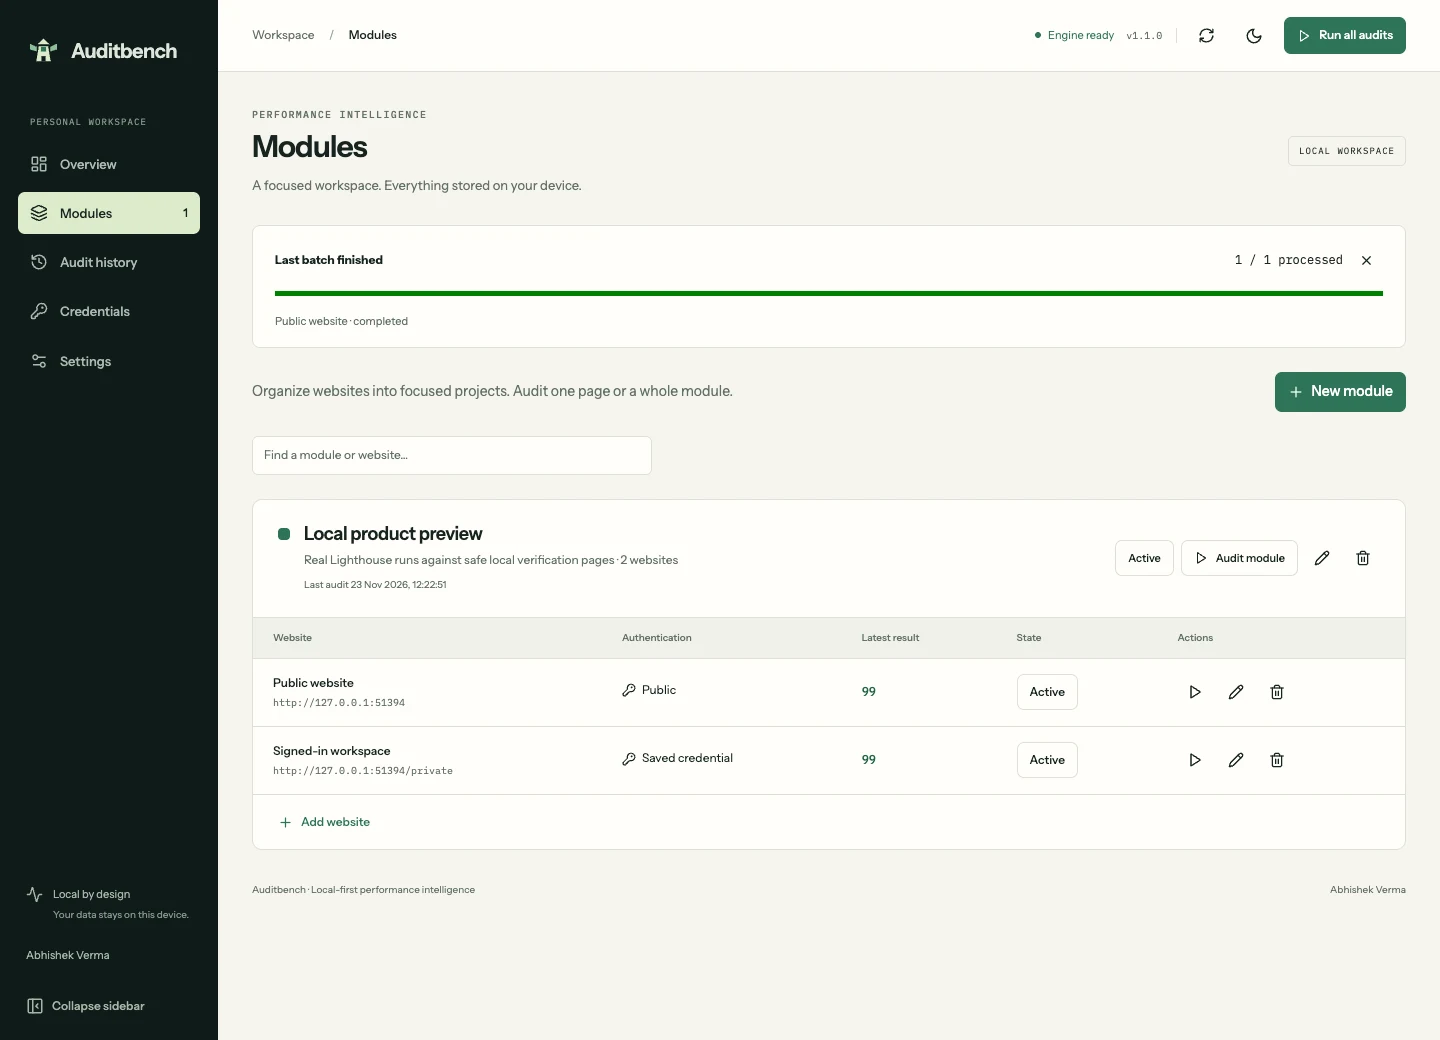 Auditbench
PERSONAL WORKSPACE
Overview
Modules 1
Audit history
Credentials
Settings
Local by design
Your data stays on this device.
Abhishek Verma
Collapse sidebar
Workspace / Modules
Engine ready v1.1.0
Run all audits
PERFORMANCE INTELLIGENCE
Modules
LOCAL WORKSPACE
A focused workspace. Everything stored on your device.
Last batch finished
1 / 1 processed
Public website · completed
Organize websites into focused projects. Audit one page or a whole module.
New module
Find a module or website...
Local product preview
Real Lighthouse runs against safe local verification pages · 2 websites
Last audit 23 Nov 2026, 12:22:51
Active
Audit module
Website Authentication Latest result State Actions
Public website
http://127.0.0.1:51394
Public
99
Active
Signed-in workspace
http://127.0.0.1:51394/private
Saved credential
99
Active
Add website
Auditbench · Local-first performance intelligence
Abhishek Verma